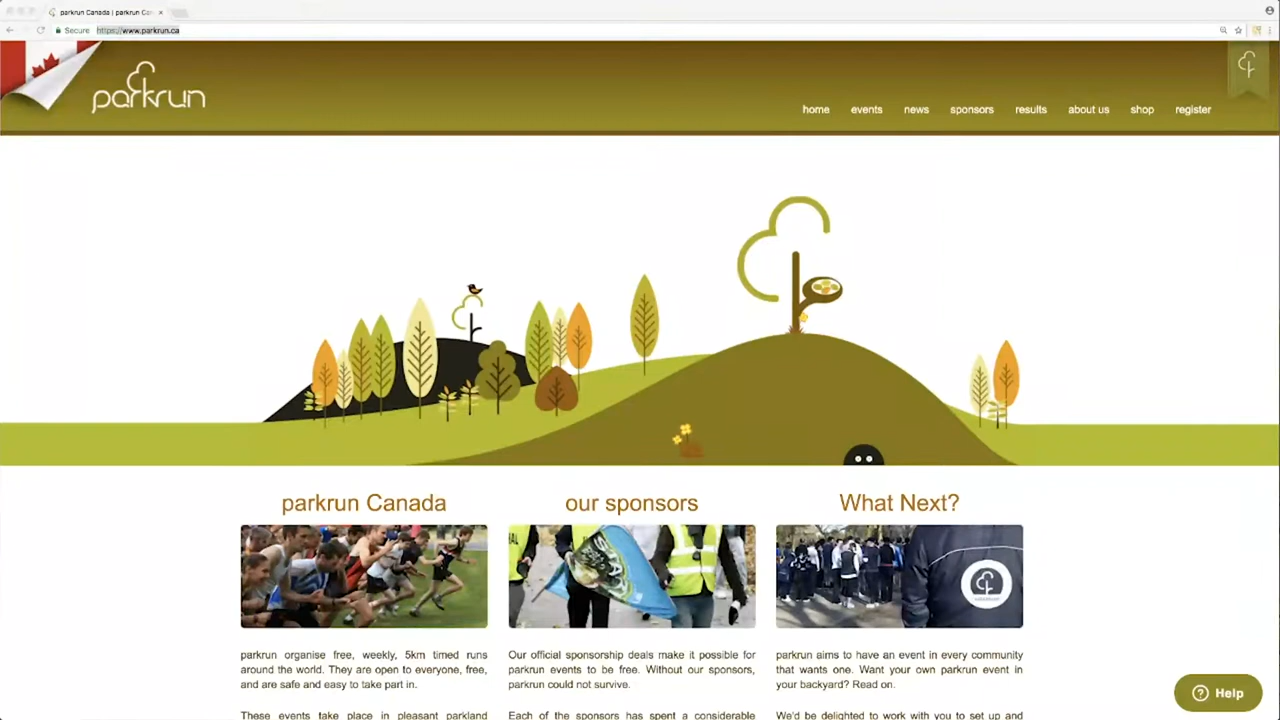 parkrun Canada | parkrun Can
Secure https://www.parkrun.ca
parkrun
home events news sponsors results about us shop register
parkrun Canada
our sponsors
What Next?
parkrun organise free, weekly, 5km timed runs
around the world. They are open to everyone, free,
and are safe and easy to take part in.
These events take place in pleasant parkland
Our official sponsorship deals make it possible for
parkrun events to be free. Without our sponsors,
parkrun could not survive.
Each of the sponsors has spent a considerable
parkrun aims to have an event in every community
that wants one. Want your own parkrun event in
your backyard? Read on.
We'd be delighted to work with you to set up and
Help